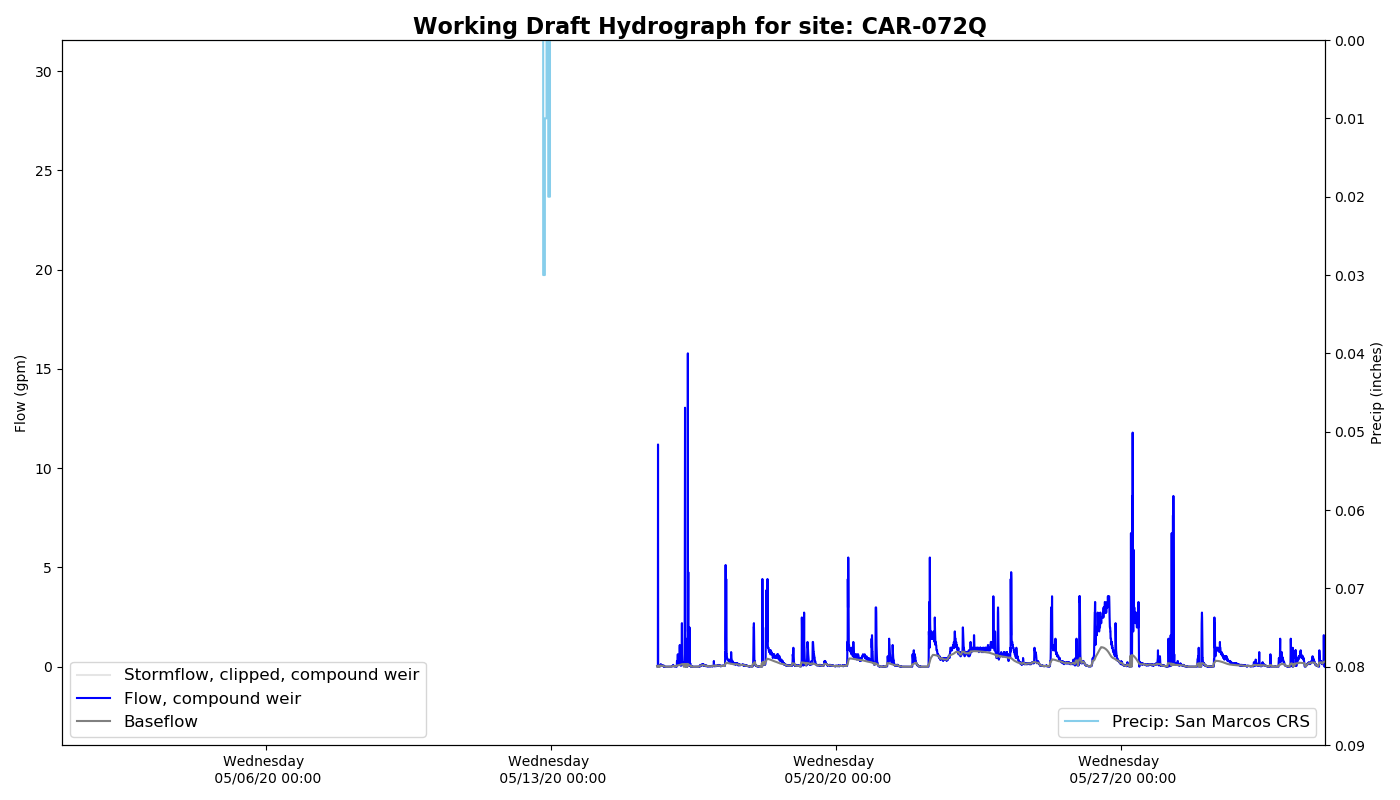 Working Draft Hydrograph for site: CAR-072Q
Flow (gpm)
30
25
20
15
10
5
0
0.00
0.01
0.02
0.03
0.04
0.05
0.06
0.07
0.08
0.09
Precip (inches)
Stormflow, clipped, compound weir
Flow, compound weir
Baseflow
Precip: San Marcos CRS
Wednesday
05/06/20 00:00
Wednesday
05/13/20 00:00
Wednesday
05/20/20 00:00
Wednesday
05/27/20 00:00